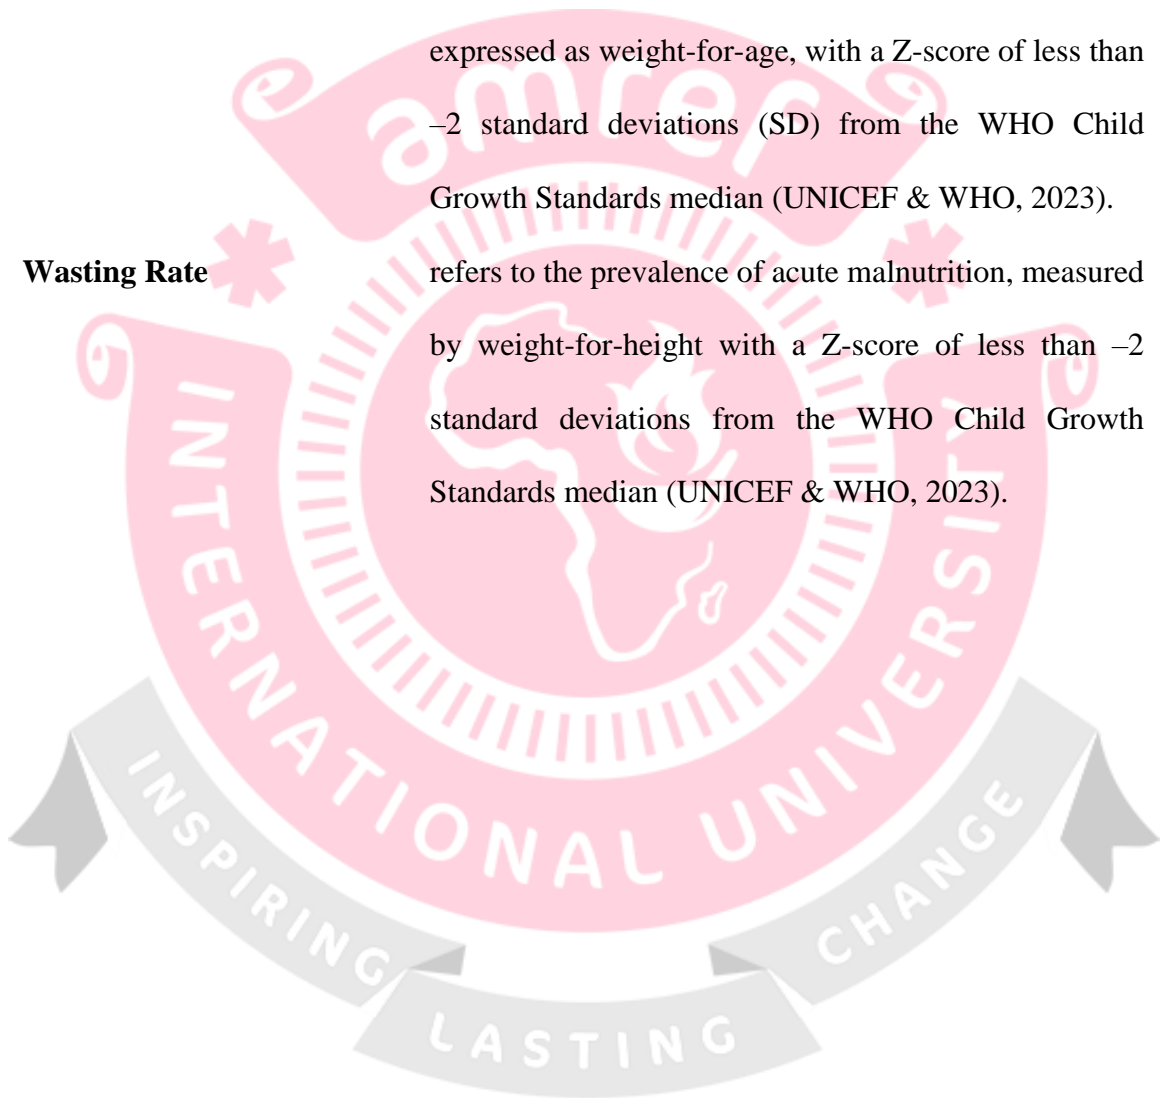 expressed as weight-for-age, with a Z-score of less than
–2 standard deviations (SD) from the WHO Child
Growth Standards median (UNICEF & WHO, 2023).
Wasting Rate refers to the prevalence of acute malnutrition, measured
by weight-for-height with a Z-score of less than –2
standard deviations from the WHO Child Growth
Standards median (UNICEF & WHO, 2023).
amref
INTERNATIONAL UNIVERSITY
INSPIRING
LASTING
CHANGE